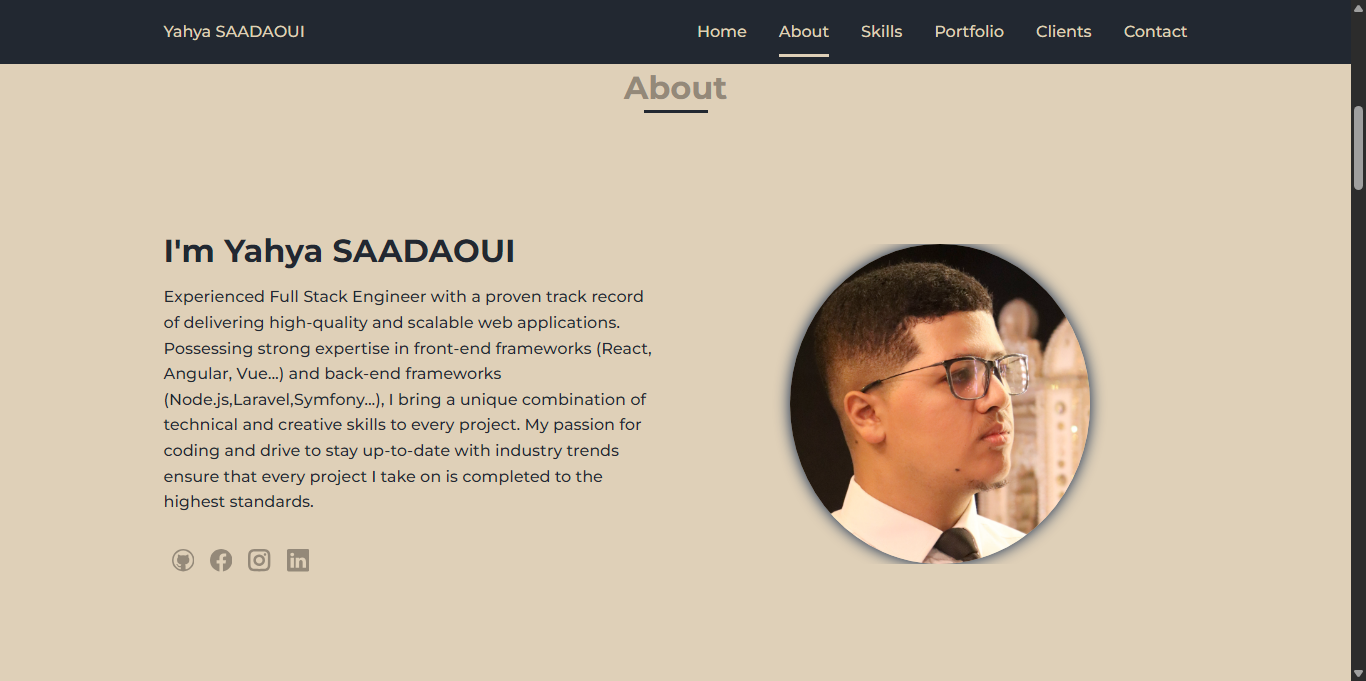 Yahya SAADAOUI
Home
About
Skills
Portfolio
Clients
Contact
About
I'm Yahya SAADAOUI
Experienced Full Stack Engineer with a proven track record
of delivering high-quality and scalable web applications.
Possessing strong expertise in front-end frameworks (React,
Angular, Vue...) and back-end frameworks
(Node.js,Laravel,Symfony...), I bring a unique combination of
technical and creative skills to every project. My passion for
coding and drive to stay up-to-date with industry trends
ensure that every project I take on is completed to the
highest standards.
in